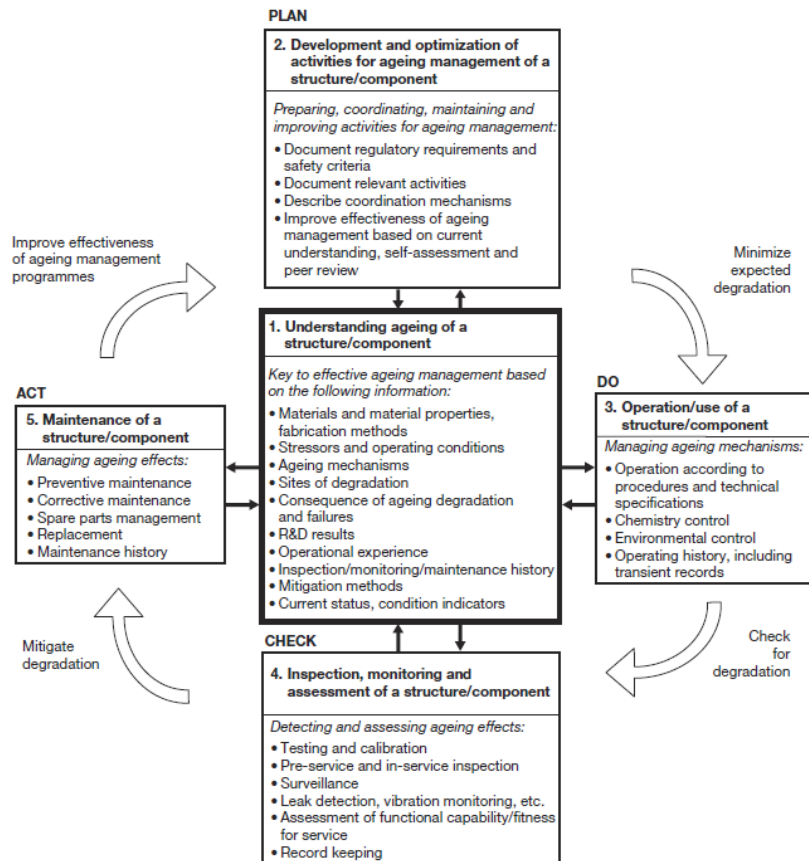 PLAN
2. Development and optimization of
activities for ageing management of a
structure/component
Preparing, coordinating, maintaining and
improving activities for ageing management:
• Document regulatory requirements and
safety criteria
• Document relevant activities
• Describe coordination mechanisms
• Improve effectiveness of ageing
management based on current
understanding, self-assessment and
peer review
Improve effectiveness
of ageing management
programmes
Minimize
expected
degradation
1. Understanding ageing of a
structure/component
Key to effective ageing management based
on the following information:
• Materials and material properties,
fabrication methods
• Stressors and operating conditions
• Ageing mechanisms
• Sites of degradation
• Consequence of ageing degradation
and failures
• R&D results
• Operational experience
• Inspection/monitoring/maintenance history
• Mitigation methods
• Current status, condition indicators
ACT
5. Maintenance of a
structure/component
Managing ageing effects:
• Preventive maintenance
• Corrective maintenance
• Spare parts management
• Replacement
• Maintenance history
DO
3. Operation/use of a
structure/component
Managing ageing mechanisms:
• Operation according to
procedures and technical
specifications
• Chemistry control
• Environmental control
• Operating history, including
transient records
Mitigate
degradation
Check
for
degradation
CHECK
4. Inspection, monitoring and
assessment of a structure/component
Detecting and assessing ageing effects:
• Testing and calibration
• Pre-service and in-service inspection
• Surveillance
• Leak detection, vibration monitoring, etc.
• Assessment of functional capability/fitness
for service
• Record keeping